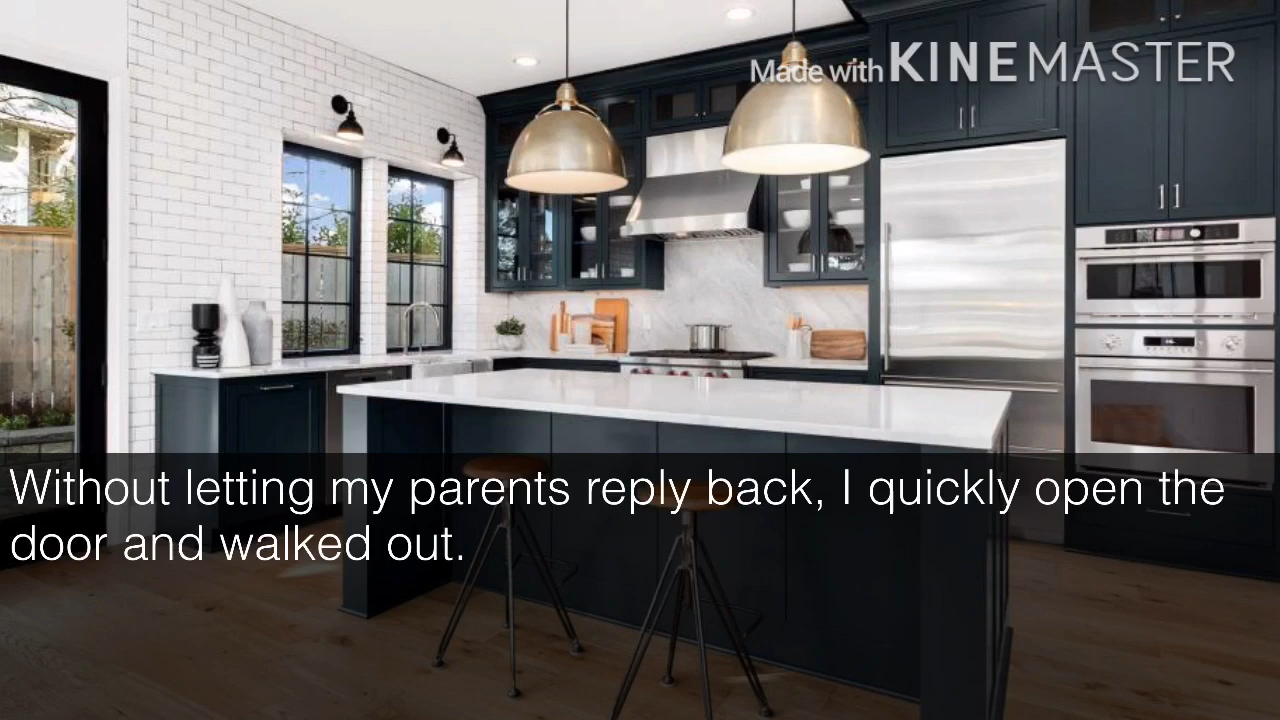 Made with KINEMASTER
Without letting my parents reply back, I quickly open the
door and walked out.